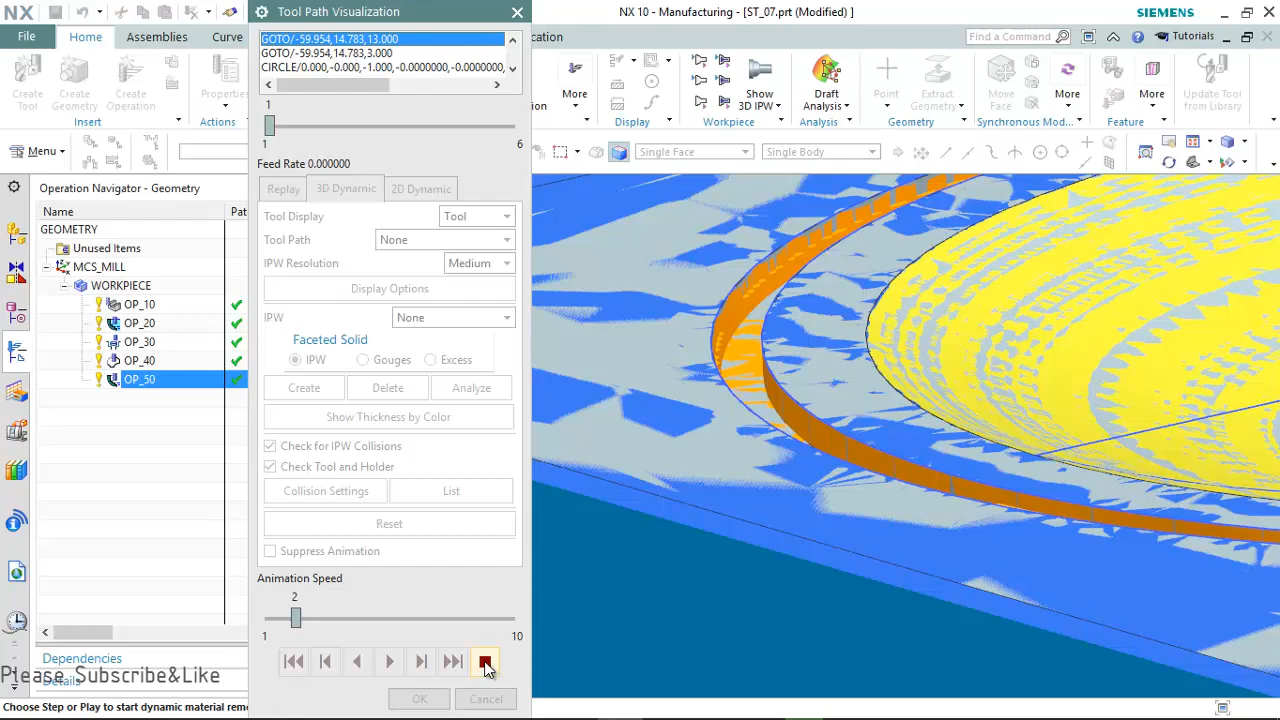 NX
Tool Path Visualization
NX 10 - Manufacturing - [ST_07.prt (Modified) ]
SIEMENS
File
Home
Assemblies
Curve
Find a Command
Tutorials
GOTO/-59.954,14.783,13.000
GOTO/-59.954,14.783,3.000
CIRCLE/0.000,-0.000,-1.000,-0.0000000,-0.0000000,
Create Tool
Create Geometry
Create Operation
Properties
More
Show 3D IPW
Draft Analysis
Point
Extract Geometry
Move Face
More
More
Update Tool from Library
Insert
Actions
Display
Workpiece
Analysis
Geometry
Synchronous Mod...
Feature
1
1
6
Menu
Single Face
Single Body
Feed Rate 0.000000
Operation Navigator - Geometry
Replay
3D Dynamic
2D Dynamic
Name
Pat
GEOMETRY
Unused Items
MCS_MILL
WORKPIECE
OP_10
OP_20
OP_30
OP_40
OP_50
Tool Display
Tool
Tool Path
None
IPW Resolution
Medium
Display Options
IPW
None
Faceted Solid
IPW
Gouges
Excess
Create
Delete
Analyze
Show Thickness by Color
Check for IPW Collisions
Check Tool and Holder
Collision Settings
List
Reset
Suppress Animation
Animation Speed
2
1
10
Dependencies
Details
Please Subscribe&Like
OK
Cancel
Choose Step or Play to start dynamic material remo